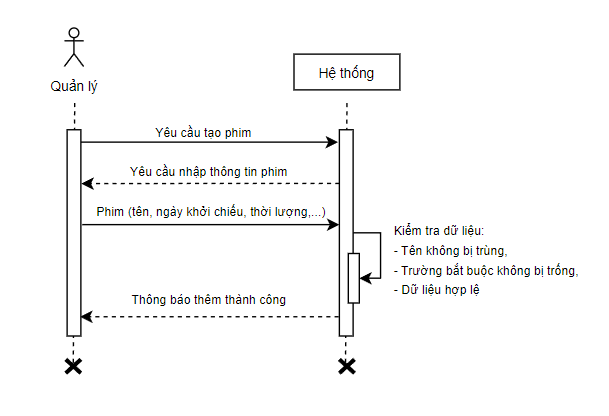 Quản lý
Hệ thống
Yêu cầu tạo phim
Yêu cầu nhập thông tin phim
Phim (tên, ngày khởi chiếu, thời lượng,...)
Kiểm tra dữ liệu:
- Tên không bị trùng,
- Trường bắt buộc không bị trống,
- Dữ liệu hợp lệ
Thông báo thêm thành công